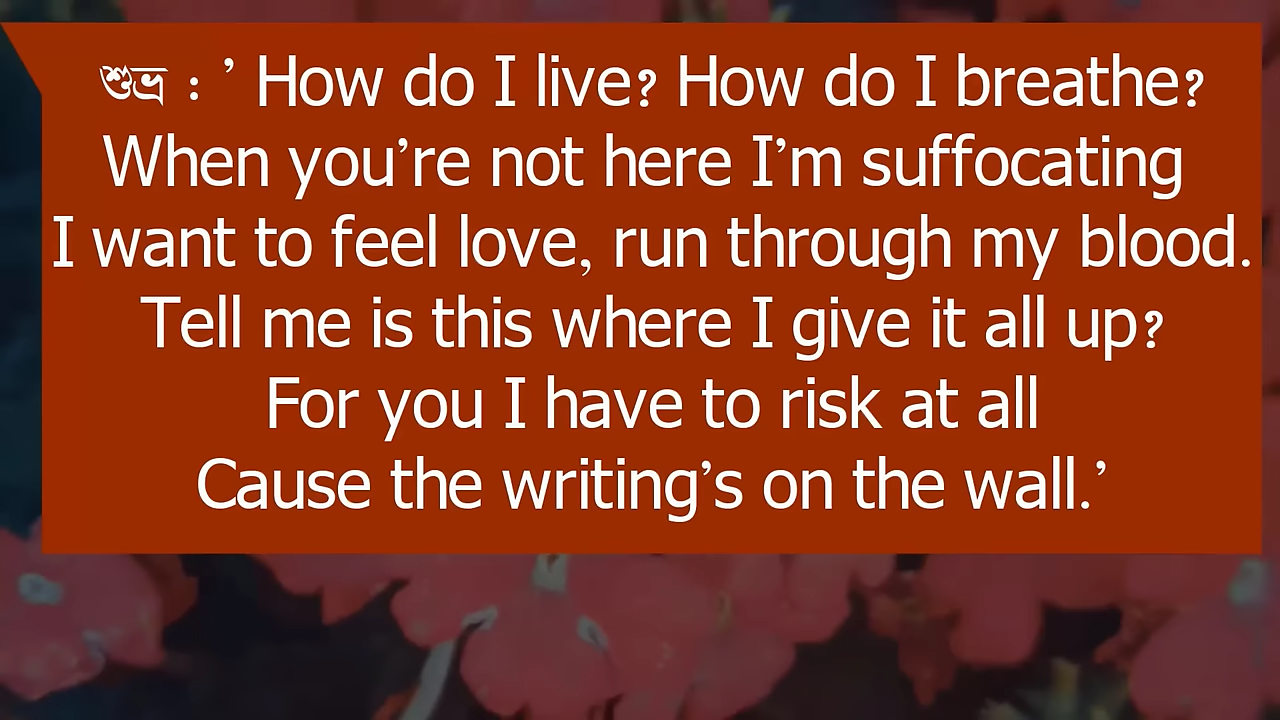 শুভ্র : ’ How do I live? How do I breathe?
When you’re not here I’m suffocating
I want to feel love, run through my blood.
Tell me is this where I give it all up?
For you I have to risk at all
Cause the writing’s on the wall.’